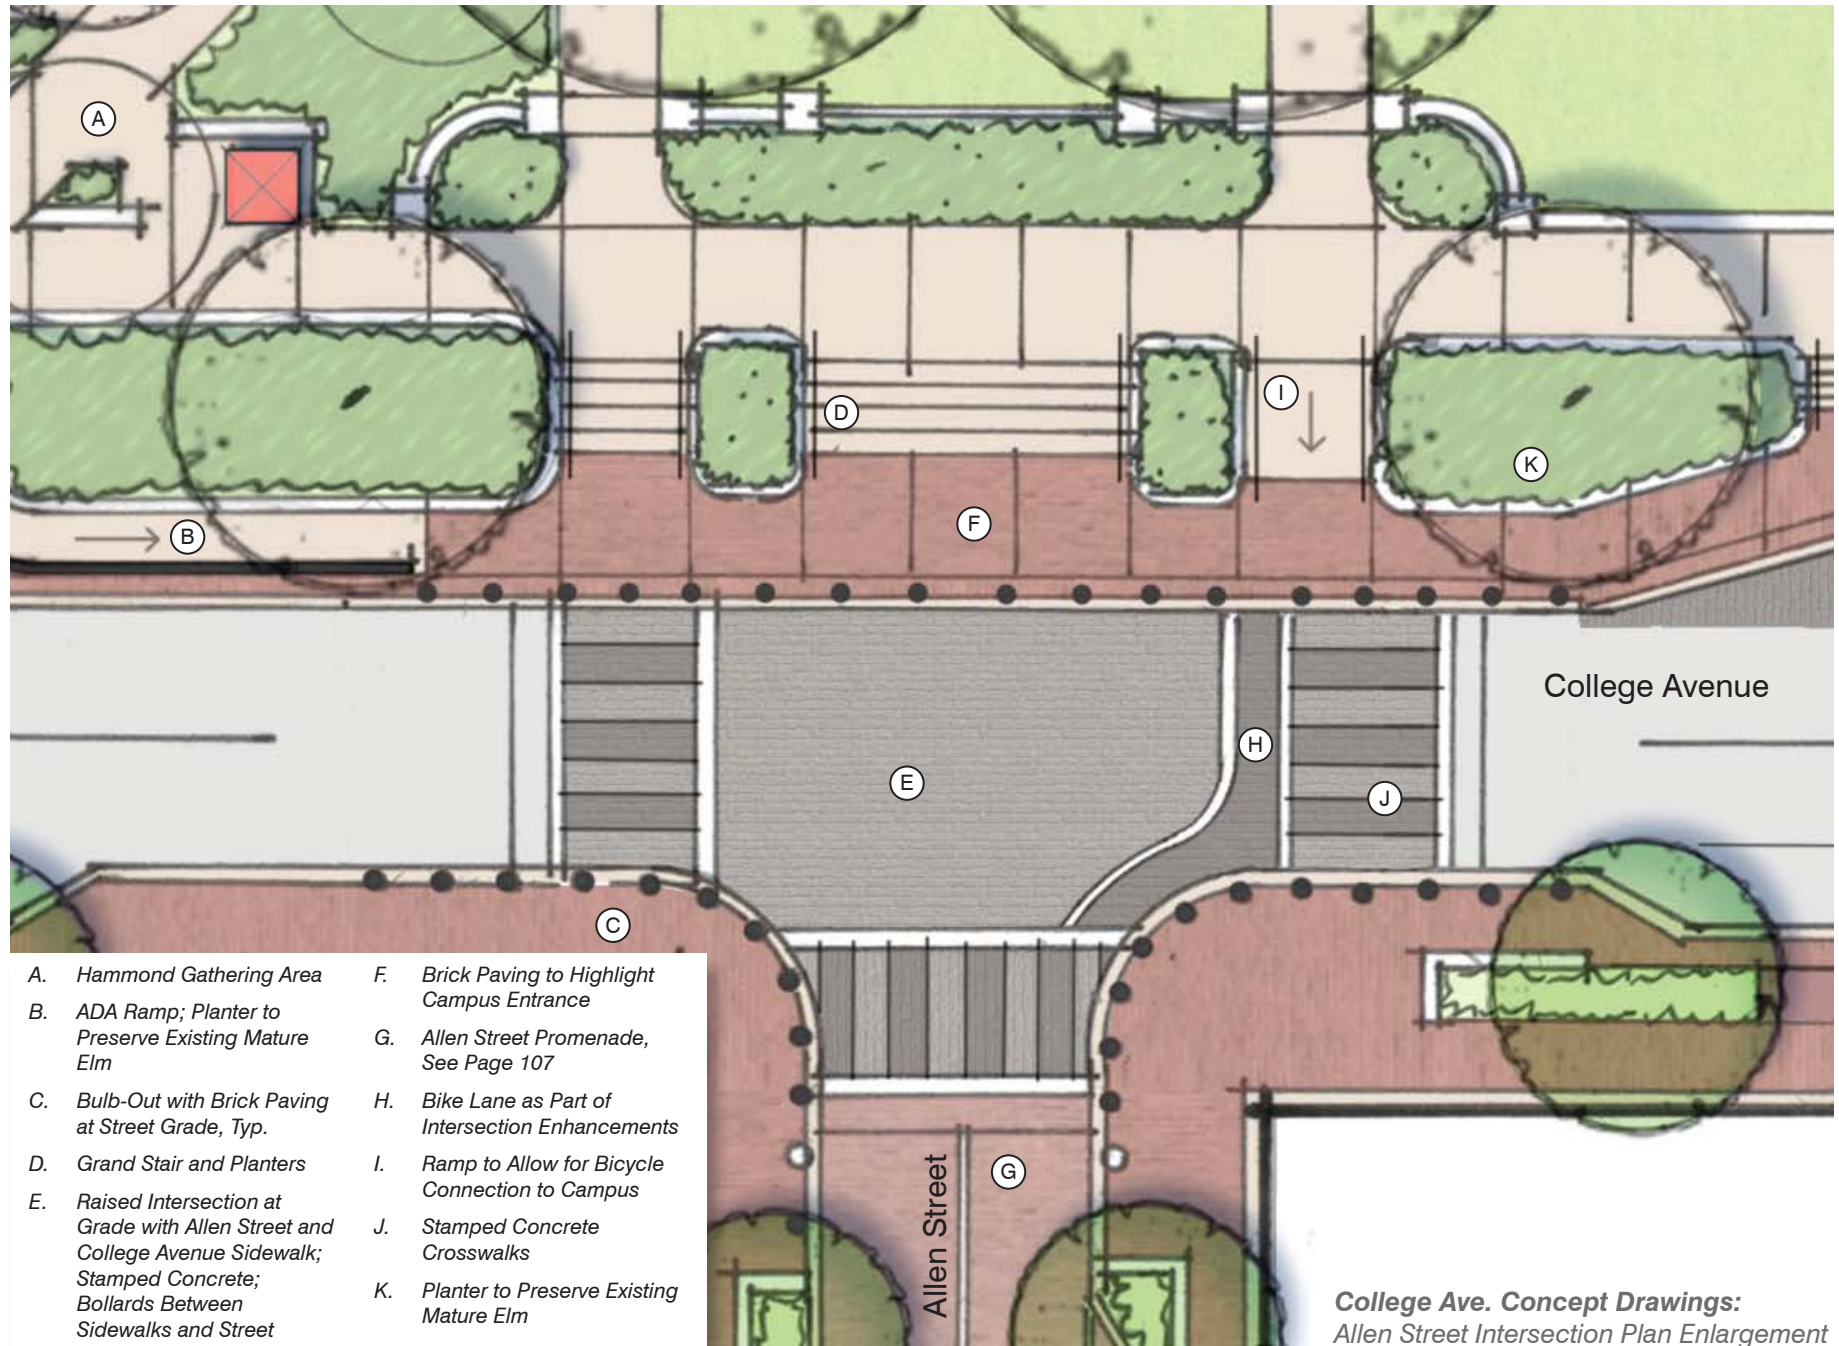 A
B
C
D
E
F
G
H
I
J
K
College Avenue
Allen Street
A. Hammond Gathering Area
B. ADA Ramp; Planter to
Preserve Existing Mature
Elm
C. Bulb-Out with Brick Paving
at Street Grade, Typ.
D. Grand Stair and Planters
E. Raised Intersection at
Grade with Allen Street and
College Avenue Sidewalk;
Stamped Concrete;
Bollards Between
Sidewalks and Street
F. Brick Paving to Highlight
Campus Entrance
G. Allen Street Promenade,
See Page 107
H. Bike Lane as Part of
Intersection Enhancements
I. Ramp to Allow for Bicycle
Connection to Campus
J. Stamped Concrete
Crosswalks
K. Planter to Preserve Existing
Mature Elm
College Ave. Concept Drawings:
Allen Street Intersection Plan Enlargement